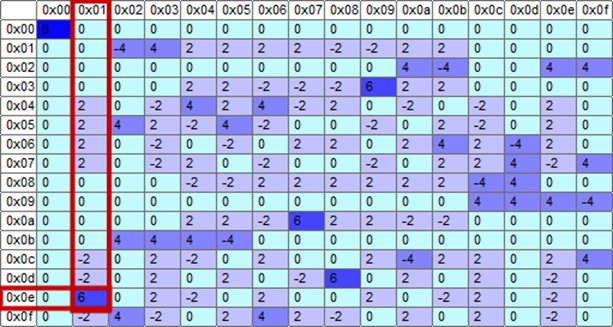 0x00 0x01 0x02 0x03 0x04 0x05 0x06 0x07 0x08 0x09 0x0a 0x0b 0x0c 0x0d 0x0e 0x0f
0x00 8 0 0 0 0 0 0 0 0 0 0 0 0 0 0 0
0x01 0 0 -4 4 2 2 2 2 -2 -2 2 2 0 0 0 0
0x02 0 0 0 0 0 0 0 0 0 0 4 -4 0 0 4 4
0x03 0 0 0 0 2 2 -2 -2 -2 6 2 2 0 0 0 0
0x04 0 2 0 -2 4 2 4 -2 2 0 -2 0 -2 0 2 0
0x05 0 2 4 2 -2 4 -2 0 0 -2 0 2 -2 0 2 0
0x06 0 2 0 -2 0 -2 0 2 2 0 2 4 2 -4 2 0
0x07 0 2 0 -2 -2 0 -2 0 0 2 0 2 2 4 -2 4
0x08 0 0 0 0 -2 -2 2 2 2 2 2 2 -4 4 0 0
0x09 0 0 0 0 0 0 0 0 0 0 0 0 4 4 4 -4
0x0a 0 0 0 0 2 2 -2 6 2 2 -2 -2 0 0 0 0
0x0b 0 0 4 4 4 -4 0 0 0 0 0 0 0 0 0 0
0x0c 0 -2 0 2 2 0 2 0 0 2 -4 2 -2 0 2 4
0x0d 0 -2 0 2 0 2 0 -2 6 0 2 0 -2 0 2 0
0x0e 0 6 0 2 -2 0 2 0 0 2 0 -2 -2 0 2 0
0x0f 0 -2 4 -2 0 2 4 2 2 0 -2 0 -2 0 2 0